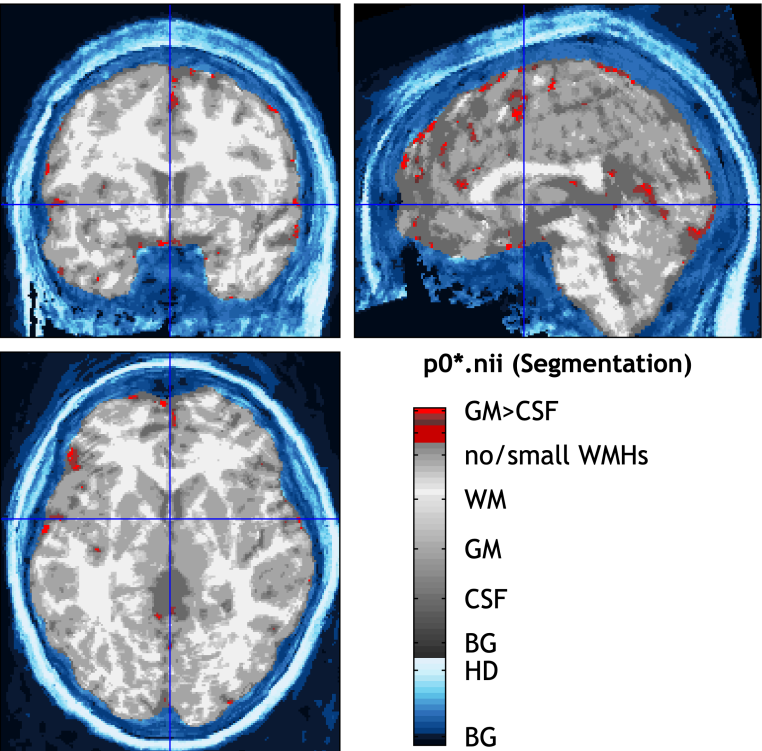 p0*.nii (Segmentation)
GM>CSF
no/small WMHs
WM
GM
CSF
BG
HD
BG